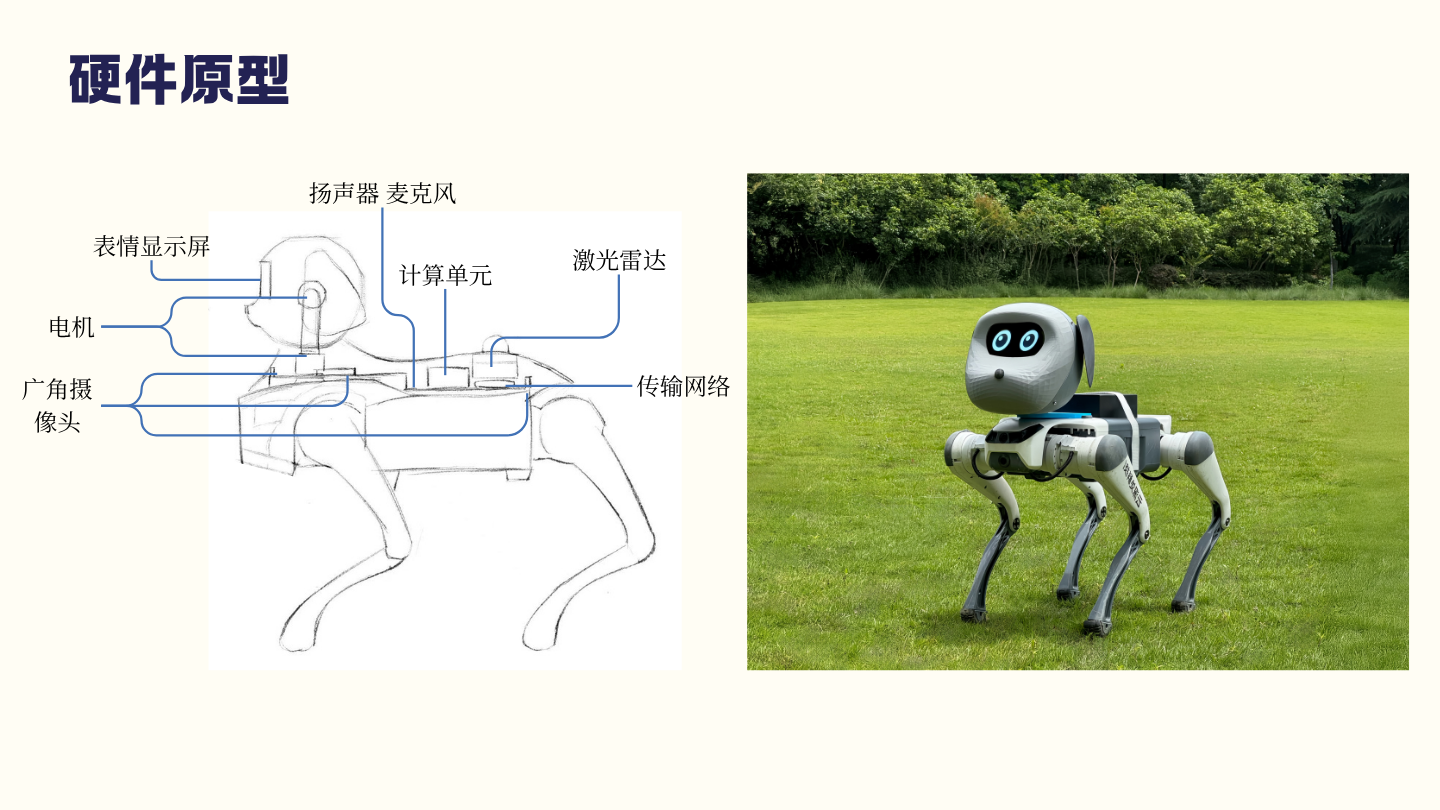 硬件原型
扬声器 麦克风
表情显示屏
激光雷达
计算单元
电机
广角摄
像头
传输网络